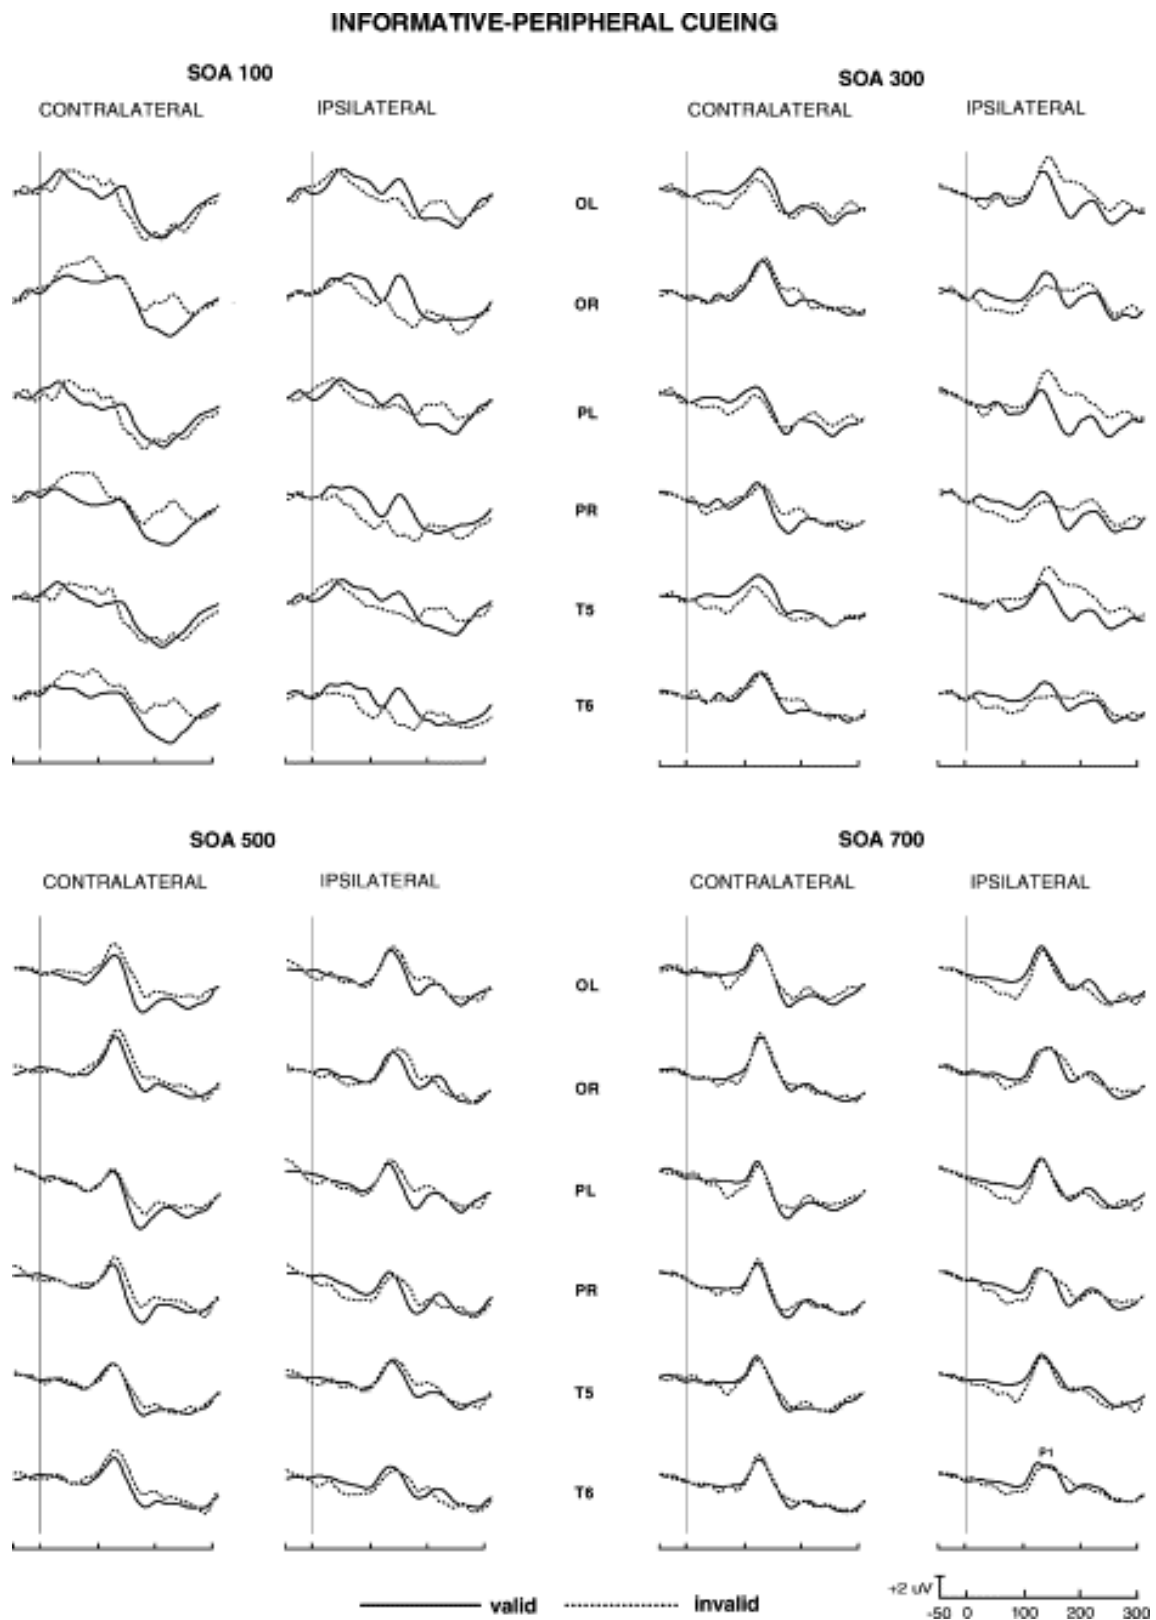 INFORMATIVE-PERIPHERAL CUEING
SOA 100
SOA 300
CONTRALATERAL
IPSILATERAL
CONTRALATERAL
IPSILATERAL
OL
OR
PL
PR
T5
T6
SOA 500
SOA 700
CONTRALATERAL
IPSILATERAL
CONTRALATERAL
IPSILATERAL
OL
OR
PL
PR
T5
P1
T6
valid
invalid
+2 uV
-50 0 100 200 300